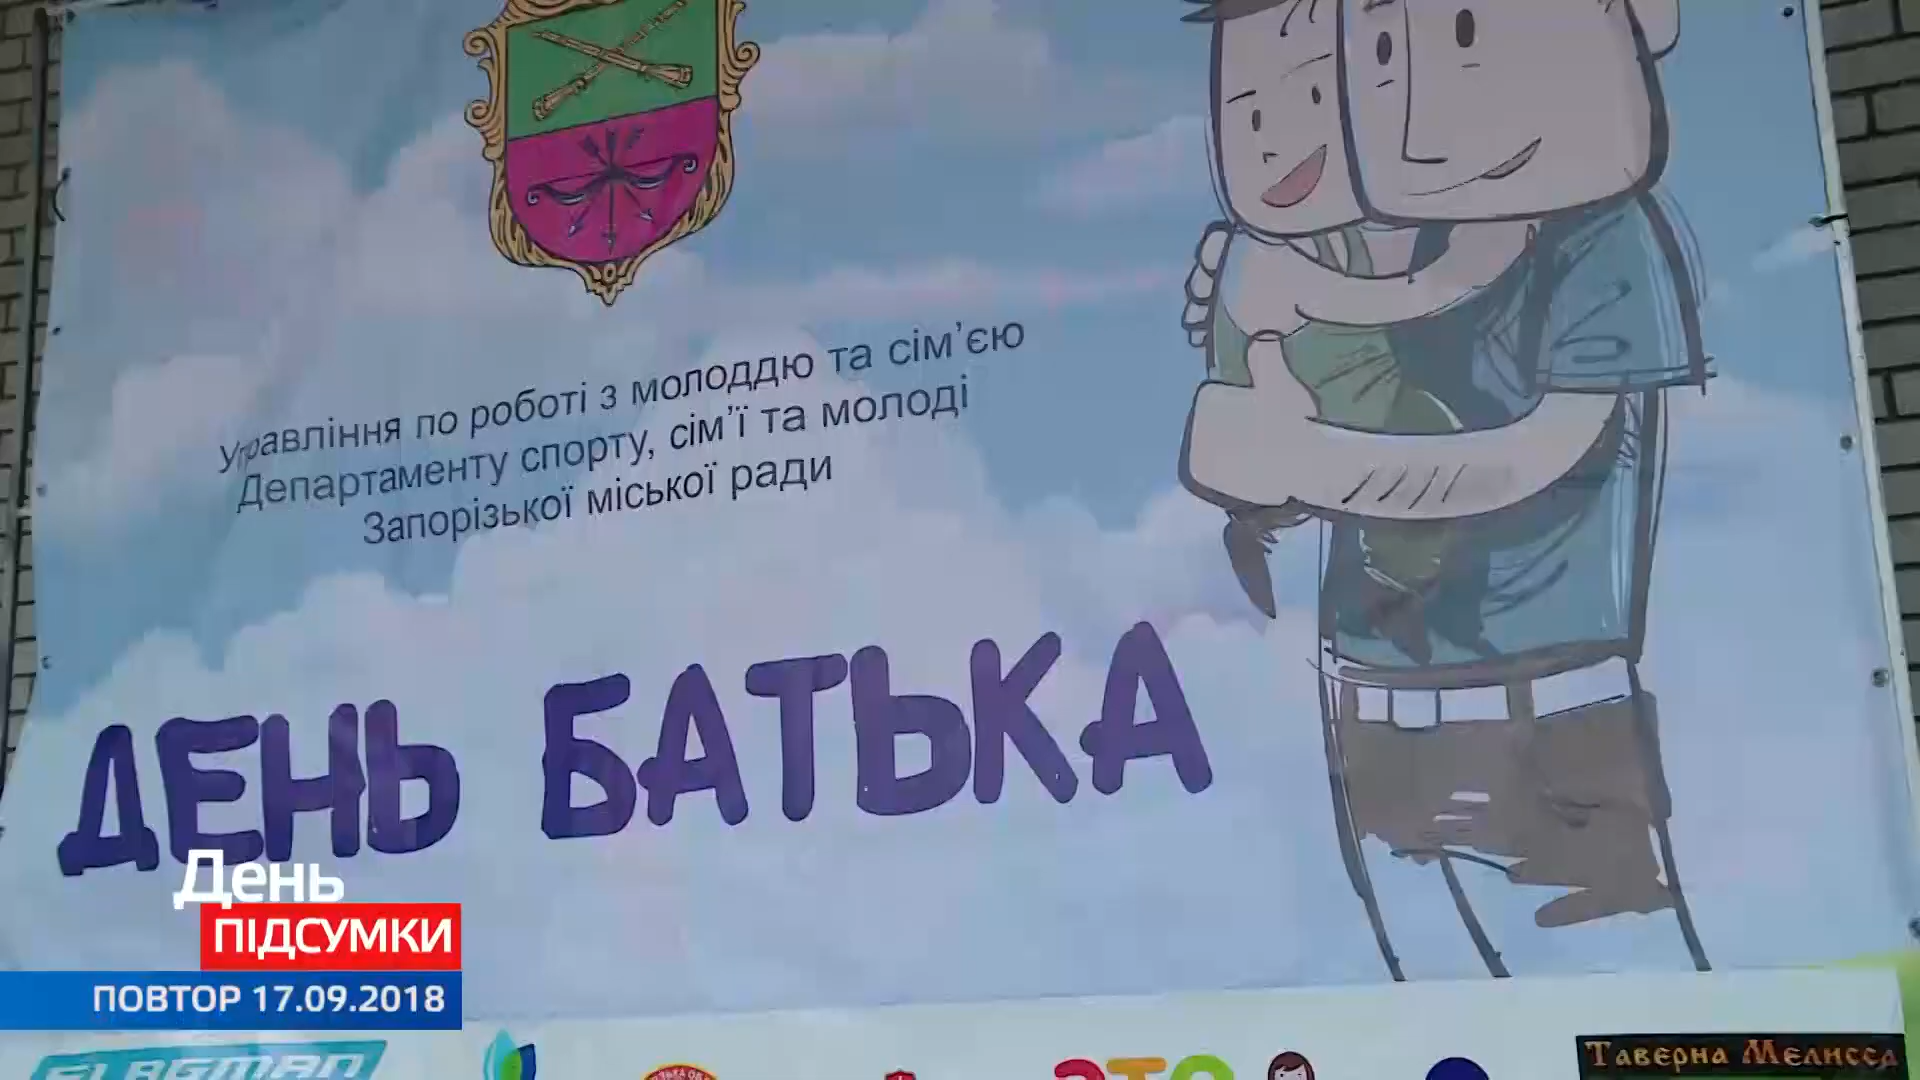 Управління по роботі з молоддю та сім'єю
Департаменту спорту, сім'ї та молоді
Запорізької міської ради
ДЕНЬ БАТЬКА
День
ПІДСУМКИ
ПОВТОР 17.09.2018
FLAGMAN
Таверна Мелисса